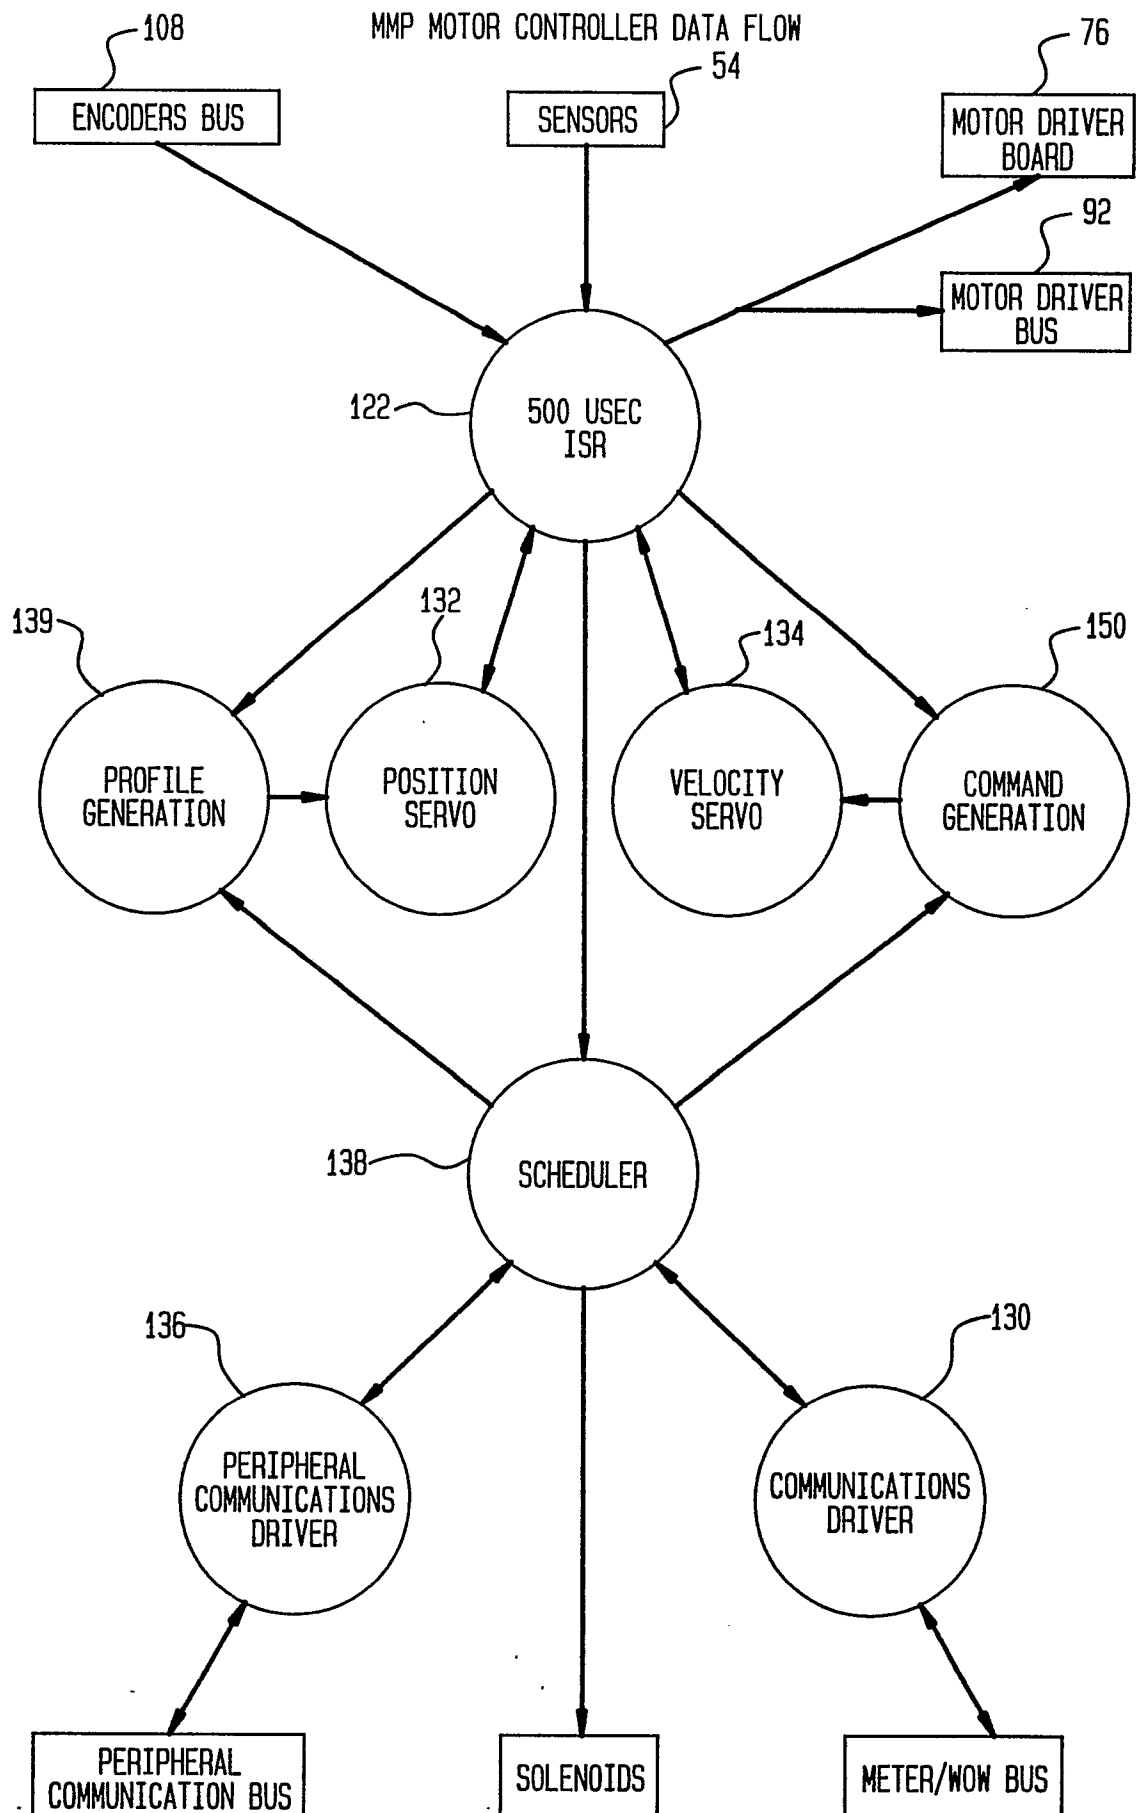 MMP MOTOR CONTROLLER DATA FLOW
108
54
76
ENCODERS BUS
SENSORS
MOTOR DRIVER
BOARD
92
MOTOR DRIVER
BUS
122
500 USEC
ISR
139
132
134
150
PROFILE
GENERATION
POSITION
SERVO
VELOCITY
SERVO
COMMAND
GENERATION
138
SCHEDULER
136
130
PERIPHERAL
COMMUNICATIONS
DRIVER
COMMUNICATIONS
DRIVER
PERIPHERAL
COMMUNICATION BUS
SOLENOIDS
METER/WOW BUS